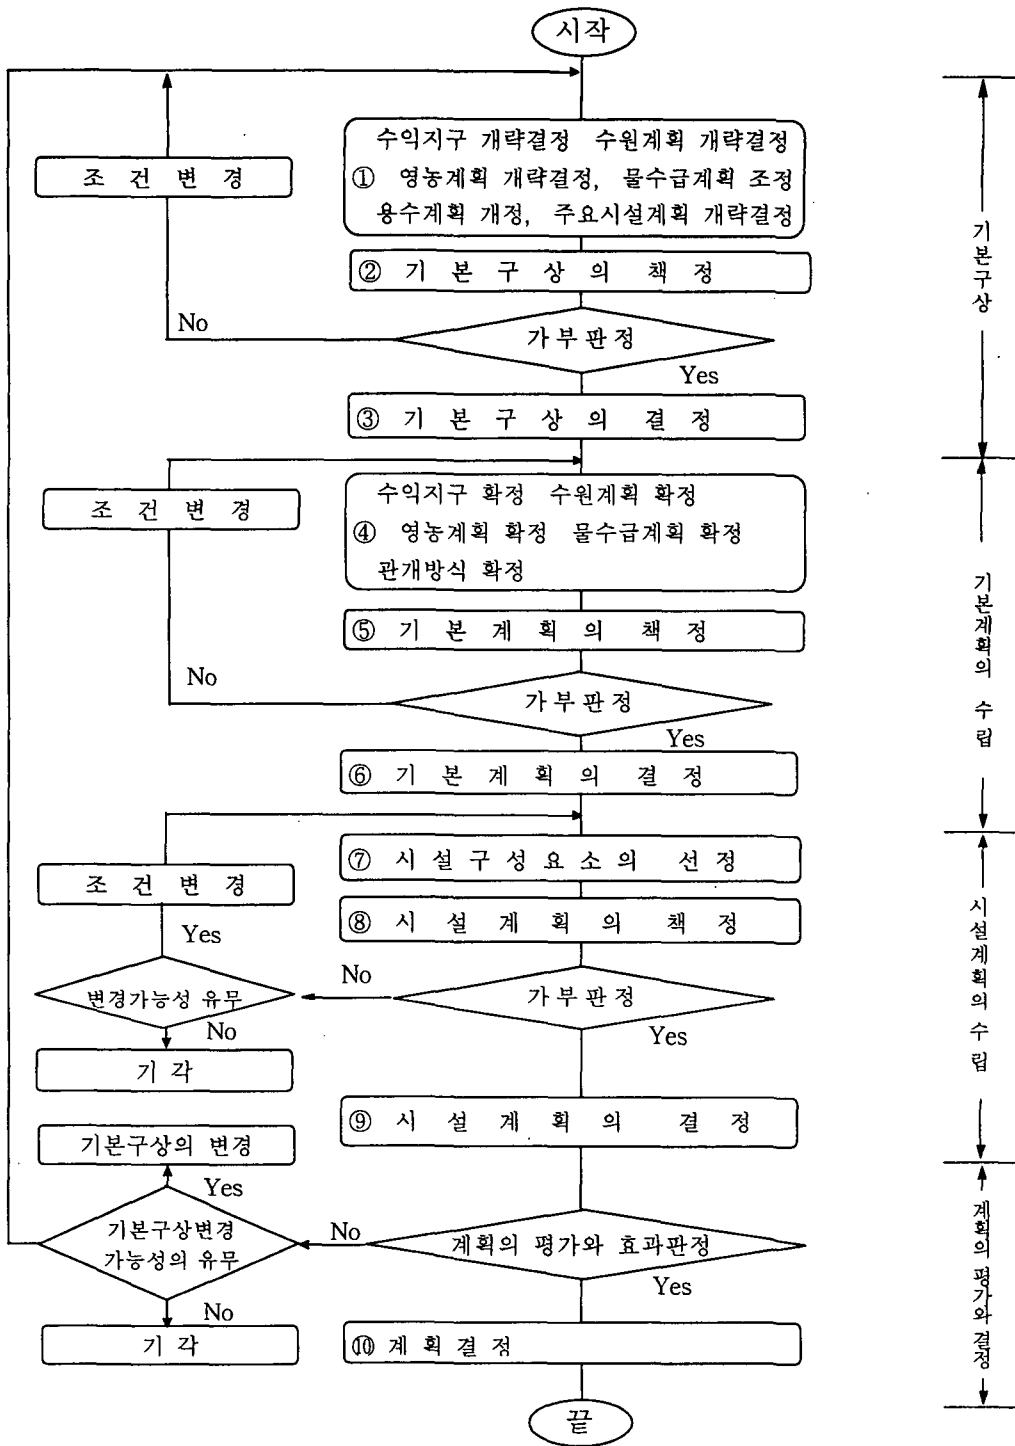 시작
수익지구 개략결정 수원계획 개략결정
① 영농계획 개략결정, 물수급계획 조정
용수계획 개정, 주요시설계획 개략결정
조 건 변 경
② 기 본 구 상 의 책 정
No
가부판정
Yes
③ 기 본 구 상 의 결 정
기본구상
수익지구 확정 수원계획 확정
④ 영농계획 확정 물수급계획 확정
관개방식 확정
조 건 변 경
⑤ 기 본 계 획 의 책 정
No
가부판정
Yes
⑥ 기 본 계 획 의 결 정
기본계획의 수립
⑦ 시 설 구 성 요 소 의 선 정
조 건 변 경
⑧ 시 설 계 획 의 책 정
Yes
변경가능성 유무
No
가부판정
Yes
No
기 각
⑨ 시 설 계 획 의 결 정
시설계획의 수립
기본구상의 변경
Yes
기본구상변경
가능성의 유무
No
계획의 평가와 효과판정
Yes
No
기 각
⑩ 계 획 결 정
계획의 평가와 결정
끝